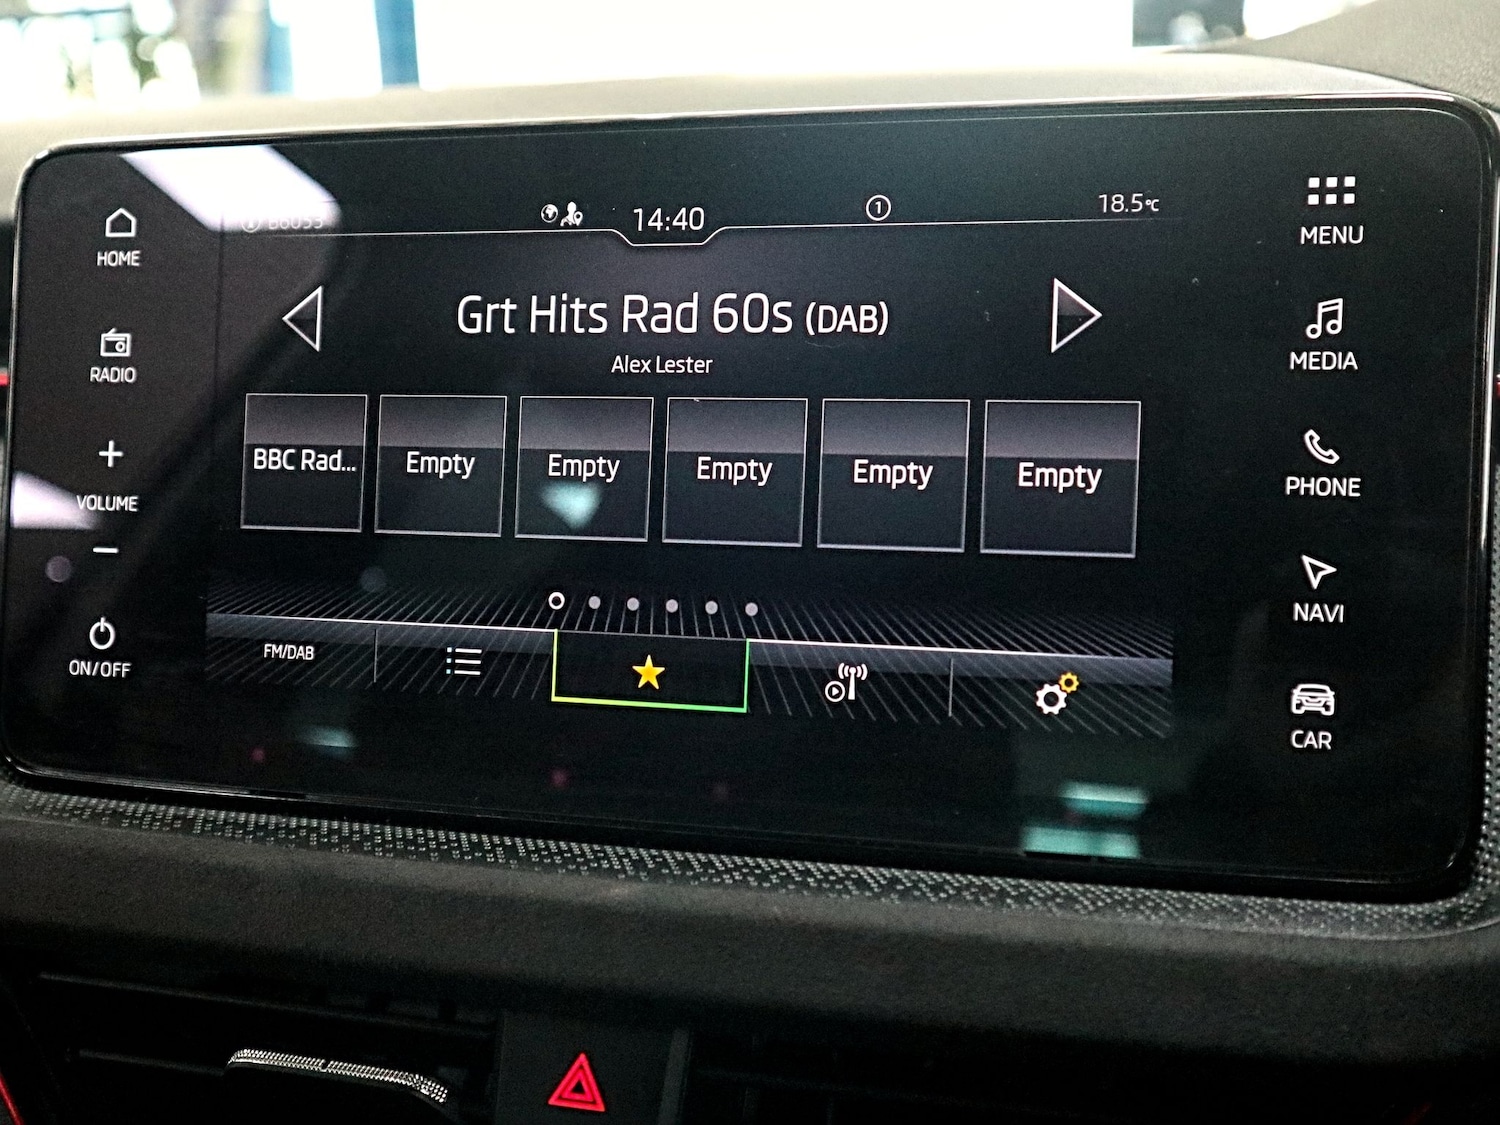 14:40
1
18.5°C
HOME
RADIO
+
VOLUME
−
ON/OFF
Grt Hits Rad 60s (DAB)
Alex Lester
BBC Rad...
Empty
Empty
Empty
Empty
Empty
FM/DAB
MENU
MEDIA
PHONE
NAVI
CAR